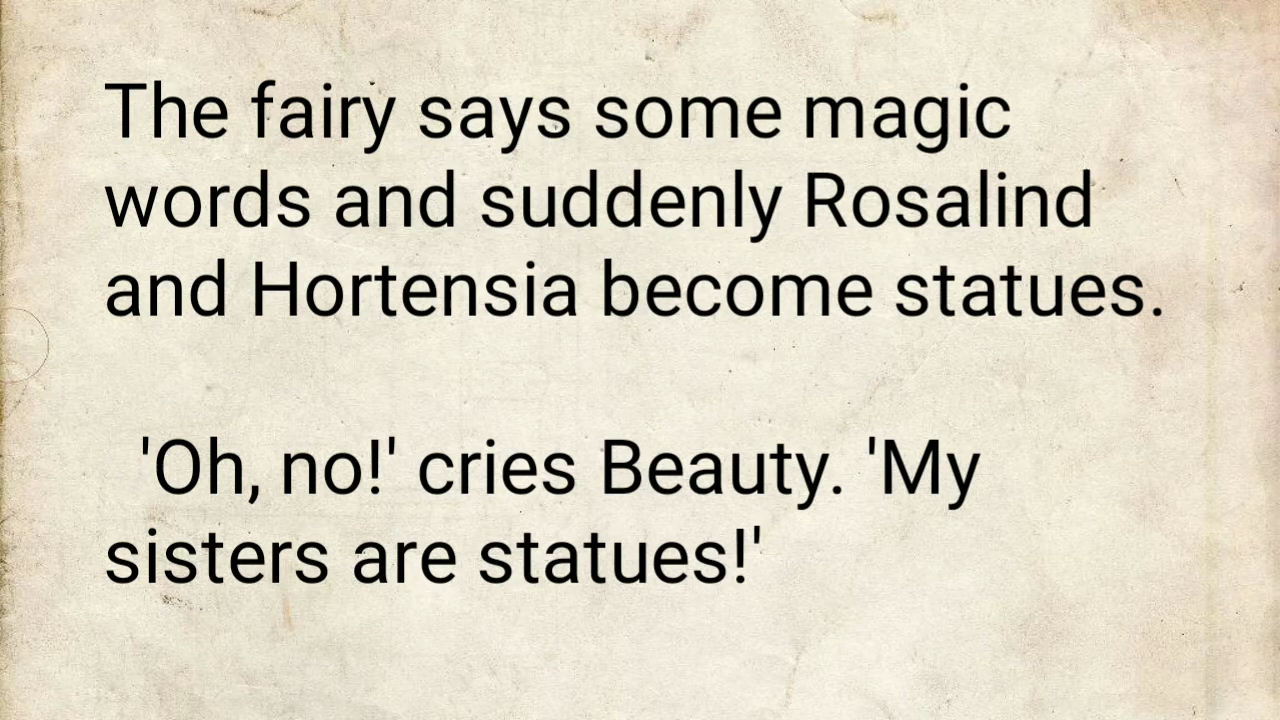 The fairy says some magic
words and suddenly Rosalind
and Hortensia become statues.
'Oh, no!' cries Beauty. 'My
sisters are statues!'